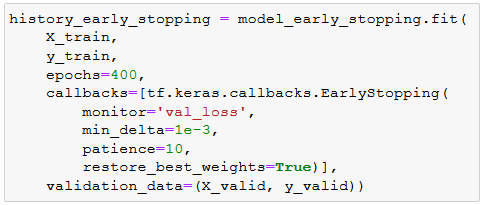 history_early_stopping = model_early_stopping.fit(
    X_train,
    y_train,
    epochs=400,
    callbacks=[tf.keras.callbacks.EarlyStopping(
        monitor='val_loss',
        min_delta=1e-3,
        patience=10,
        restore_best_weights=True)],
    validation_data=(X_valid, y_valid))